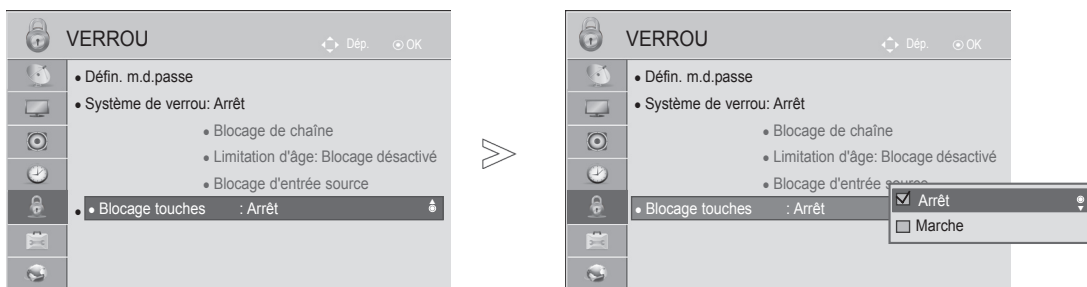 VERROU Dép. OK
• Défin. m.d.passe
• Système de verrou: Arrêt
• Blocage de chaîne
• Limitation d'âge: Blocage désactivé
• Blocage d'entrée source
• • Blocage touches : Arrêt
VERROU Dép. OK
• Défin. m.d.passe
• Système de verrou: Arrêt
• Blocage de chaîne
• Limitation d'âge: Blocage désactivé
• Blocage d'entrée source
• Blocage touches : Arrêt
Arrêt
Marche